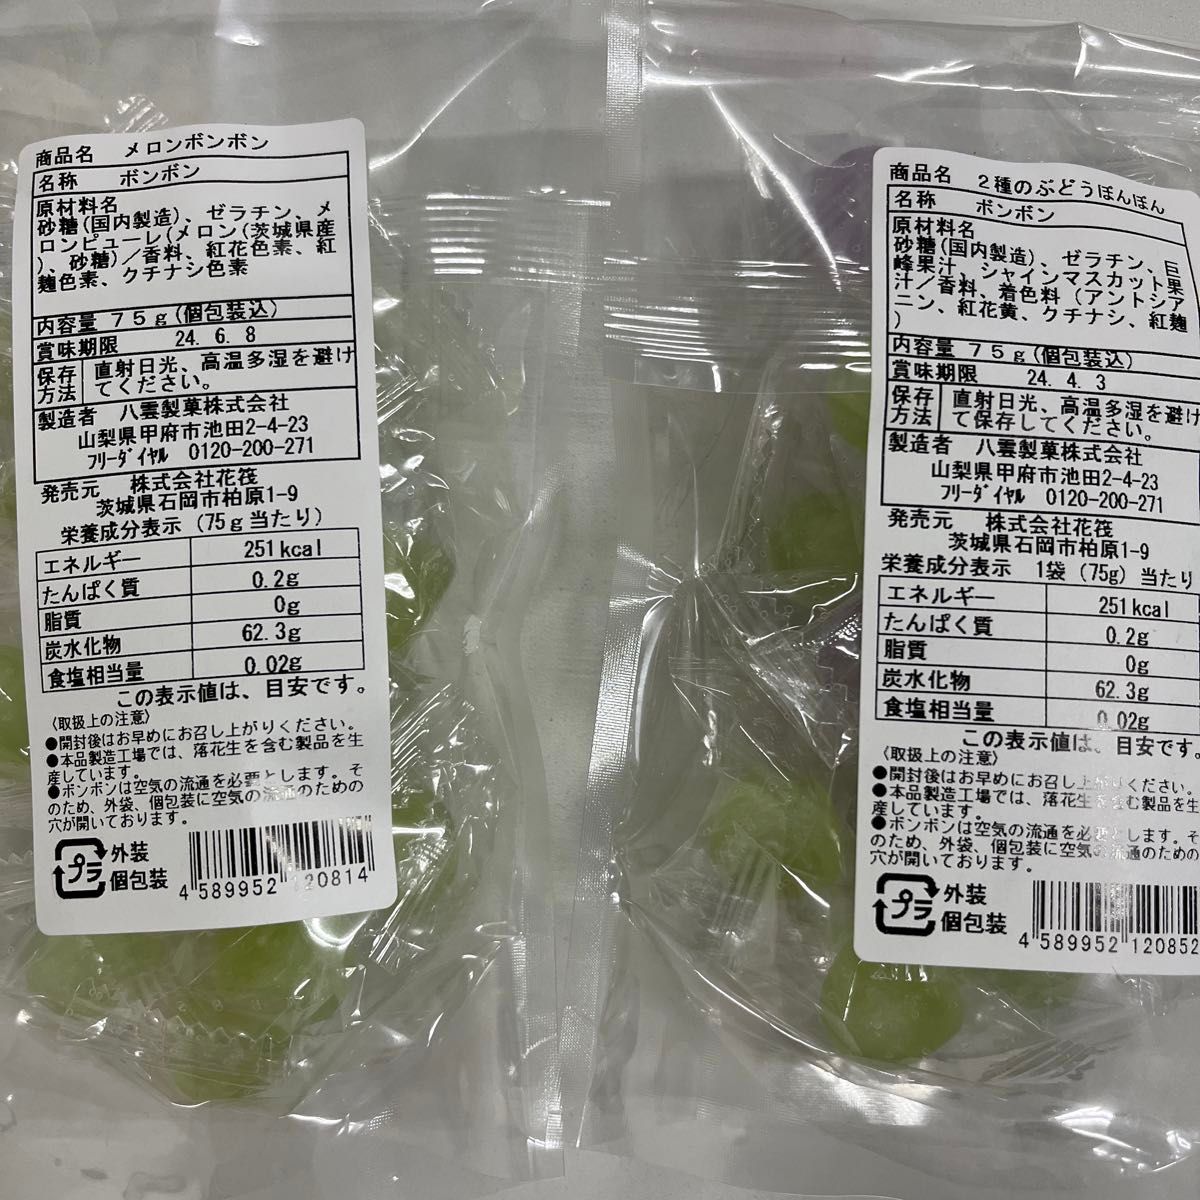 商品名 メロンボンボン
名称 ボンボン
原材料名
砂糖(国内製造)、ゼラチン、メ
ロンピューレ(メロン(茨城県産
)、砂糖)/香料、紅花色素、紅
麹色素、クチナシ色素
内容量 75g(個包装込)
賞味期限 24. 6. 8
保存方法 直射日光、高温多湿を避け
てください。
製造者 八雲製菓株式会社
山梨県甲府市池田2-4-23
フリーダイヤル 0120-200-271
発売元 株式会社花筏
茨城県石岡市柏原1-9
栄養成分表示(75g当たり)
エネルギー 251kcal
たんぱく質 0.2g
脂質 0g
炭水化物 62.3g
食塩相当量 0.02g
この表示値は、目安です。
〈取扱上の注意〉
●開封後はお早めにお召し上がりください。
●本品製造工場では、落花生を含む製品を生
産しています。
●ボンボンは空気の流通を必要とします。そ
のため、外袋、個包装に空気の流通のための
穴が開いております。
プラ 外装
個包装
4 589952 120814
商品名 2種のぶどうぼんぼん
名称 ボンボン
原材料名
砂糖(国内製造)、ゼラチン、巨
峰果汁、シャインマスカット果
汁/香料、着色料(アントシア
ニン、紅花黄、クチナシ、紅麹
)
内容量 75g(個包装込)
賞味期限 24. 4. 3
保存方法 直射日光、高温多湿を避け
て保存してください。
製造者 八雲製菓株式会社
山梨県甲府市池田2-4-23
フリーダイヤル 0120-200-271
発売元 株式会社花筏
茨城県石岡市柏原1-9
栄養成分表示 1袋(75g)当たり
エネルギー 251kcal
たんぱく質 0.2g
脂質 0g
炭水化物 62.3g
食塩相当量 0.02g
この表示値は、目安です。
〈取扱上の注意〉
●開封後はお早めにお召し上がりください。
●本品製造工場では、落花生を含む製品を生
産しています。
●ボンボンは空気の流通を必要とします。そ
のため、外袋、個包装に空気の流通のための
穴が開いております。
プラ 外装
個包装
4 589952 120852